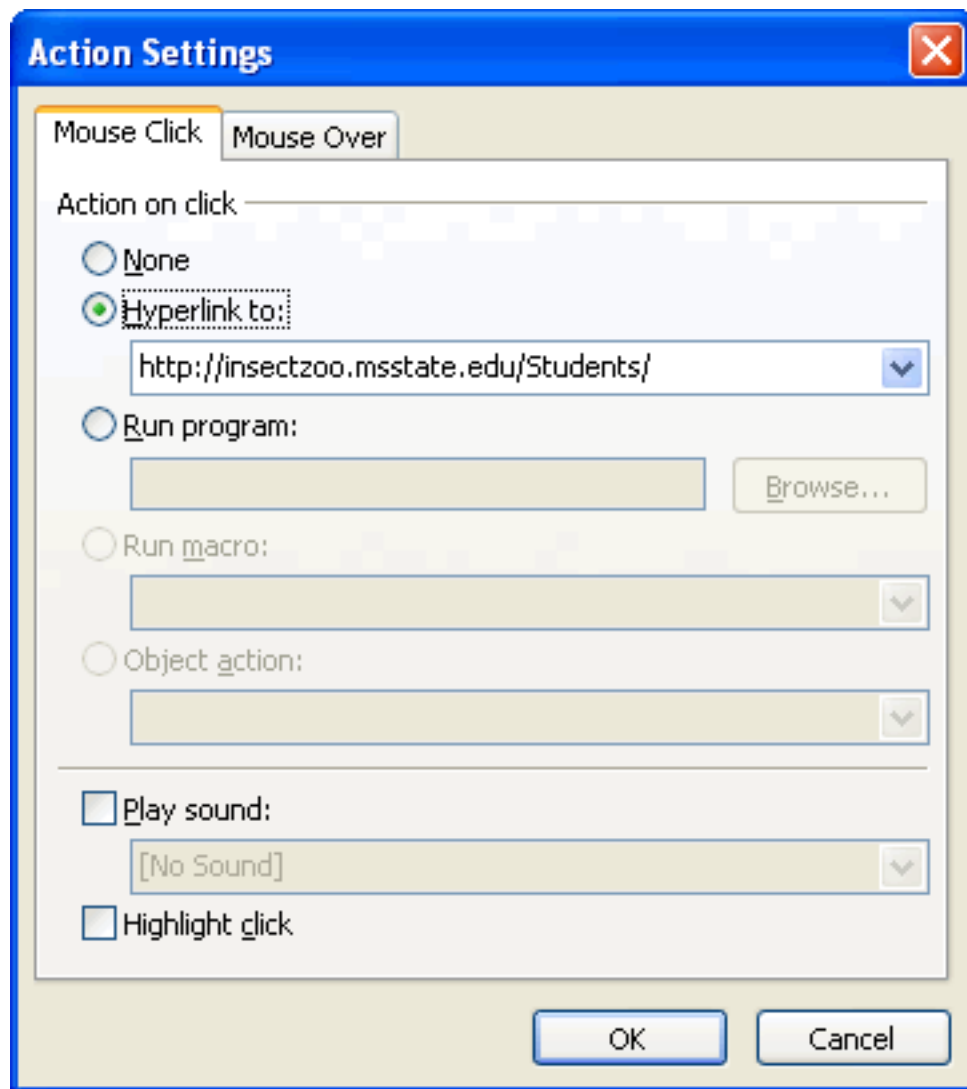 Action Settings
Mouse Click Mouse Over
Action on click
None
Hyperlink to:
http://insectzoo.msstate.edu/Students/
Run program:
Browse...
Run macro:
Object action:
Play sound:
[No Sound]
Highlight click
OK Cancel